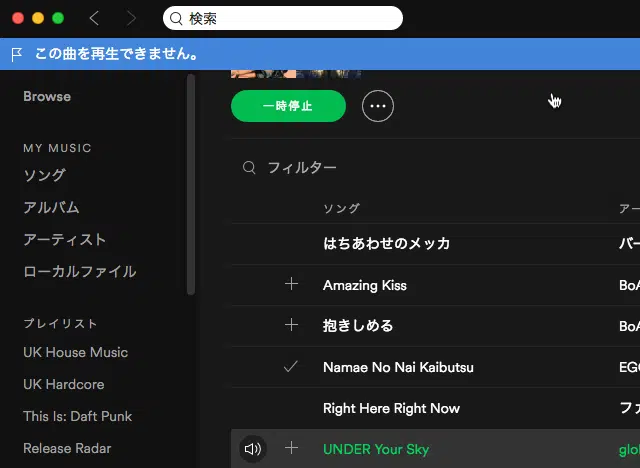 検索
この曲を再生できません。
Browse
一時停止
MY MUSIC
ソング
アルバム
アーティスト
ローカルファイル
プレイリスト
UK House Music
UK Hardcore
This Is: Daft Punk
Release Radar
フィルター
ソング アー
はちあわせのメッカ バー
Amazing Kiss BoA
抱きしめる BoA
Namae No Nai Kaibutsu EGO
Right Here Right Now ファ
UNDER Your Sky glo